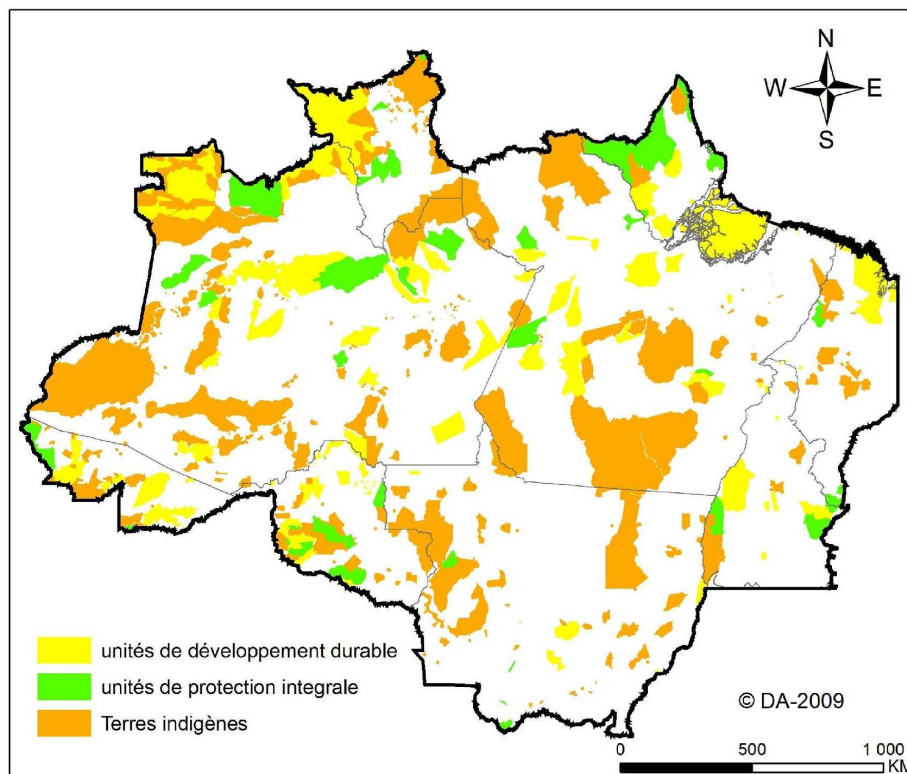 N
W E
S
unités de développement durable
unités de protection integrale
Terres indigènes
© DA-2009
0 500 1 000
KM